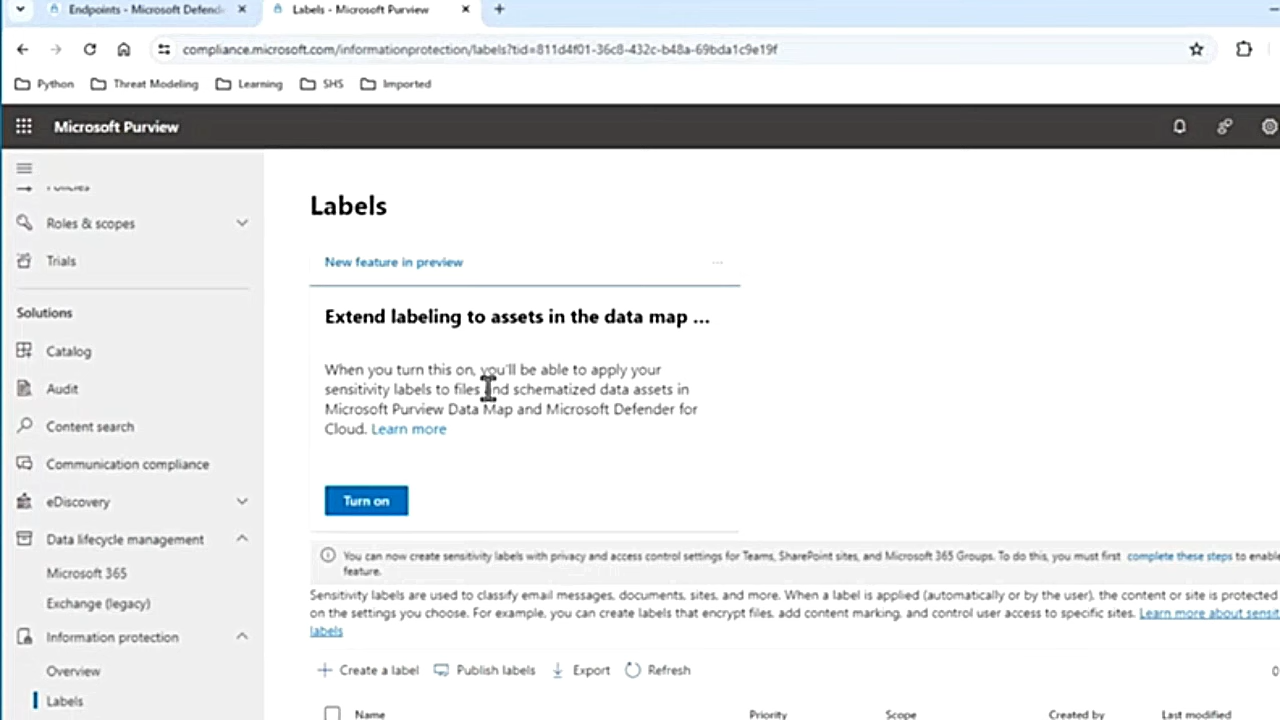 Endpoints - Microsoft Defend
Labels - Microsoft Purview
compliance.microsoft.com/informationprotection/labels?tid=811d4f01-36c8-432c-b48a-69bda1c9e19f
Python Threat Modeling Learning SHS Imported
Microsoft Purview
Policies
Roles & scopes
Trials
Solutions
Catalog
Audit
Content search
Communication compliance
eDiscovery
Data lifecycle management
Microsoft 365
Exchange (legacy)
Information protection
Overview
Labels
Labels
New feature in preview
Extend labeling to assets in the data map ...
When you turn this on, you'll be able to apply your
sensitivity labels to files and schematized data assets in
Microsoft Purview Data Map and Microsoft Defender for
Cloud. Learn more
Turn on
You can now create sensitivity labels with privacy and access control settings for Teams, SharePoint sites, and Microsoft 365 Groups. To do this, you must first complete these steps to enable
feature.
Sensitivity labels are used to classify email messages, documents, sites, and more. When a label is applied (automatically or by the user), the content or site is protected
on the settings you choose. For example, you can create labels that encrypt files, add content marking, and control user access to specific sites. Learn more about sensit
labels
Create a label Publish labels Export Refresh 0
Name Priority Scope Created by Last modified